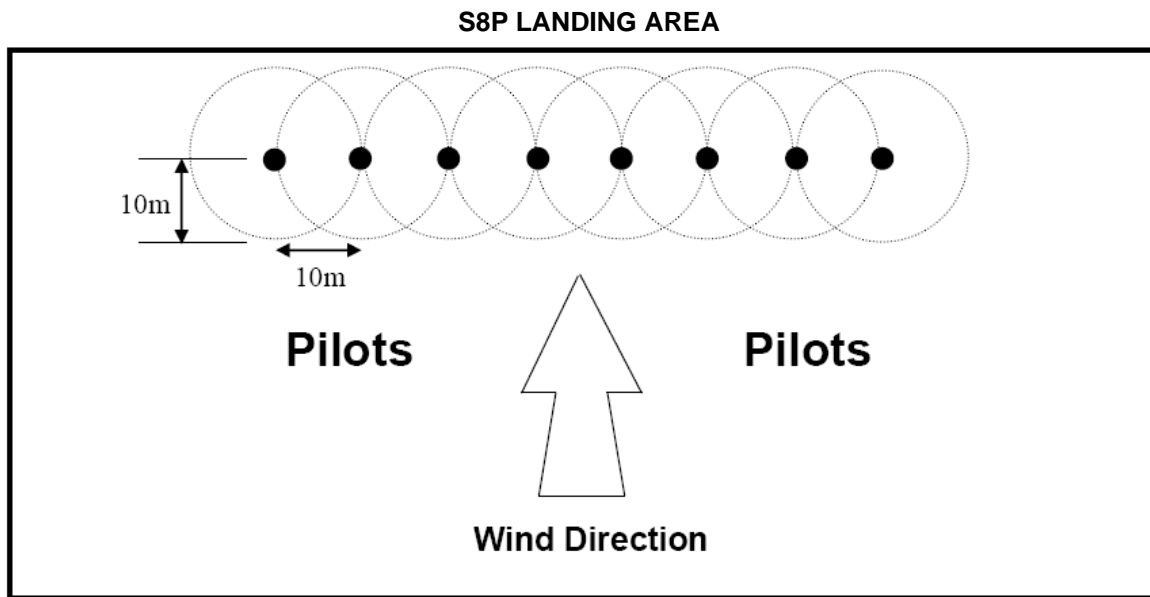 S8P LANDING AREA
10m
10m
Pilots Pilots
Wind Direction